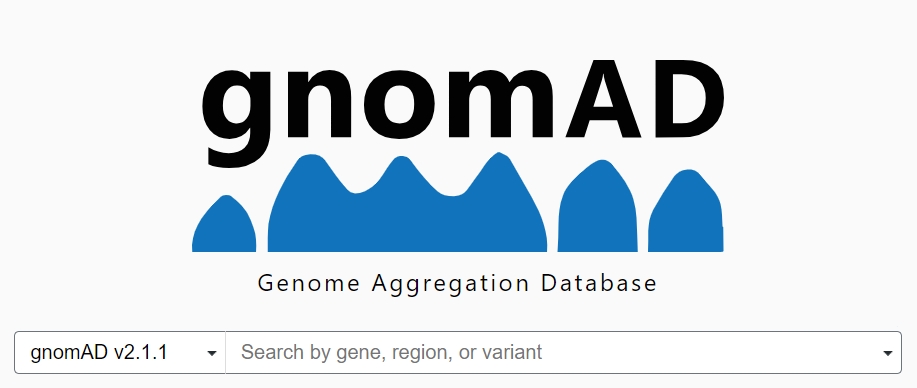 gnomAD
Genome Aggregation Database
gnomAD v2.1.1 Search by gene, region, or variant